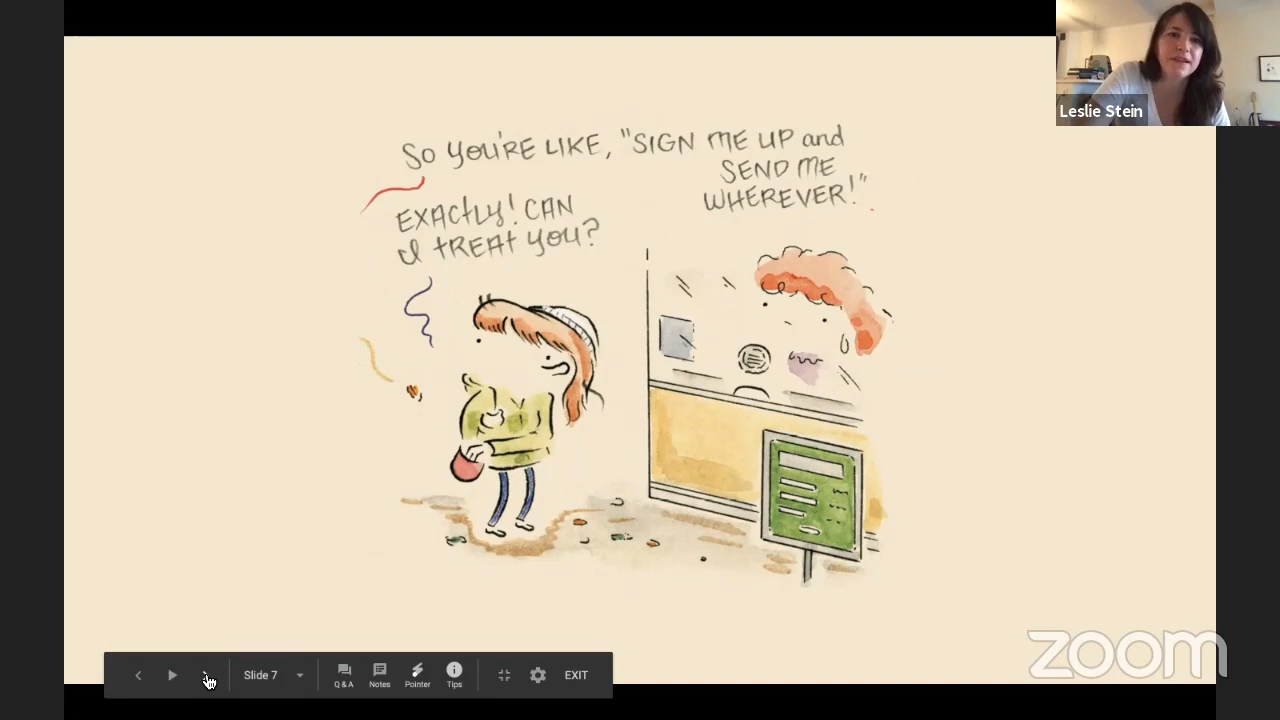 Leslie Stein
SO YOU'RE LIKE, "SIGN ME UP and
SEND ME
WHEREVER!"
EXACTLY! CAN
I TREAT YOU?
Slide 7
Q & A
Notes
Pointer
Tips
EXIT
zoom